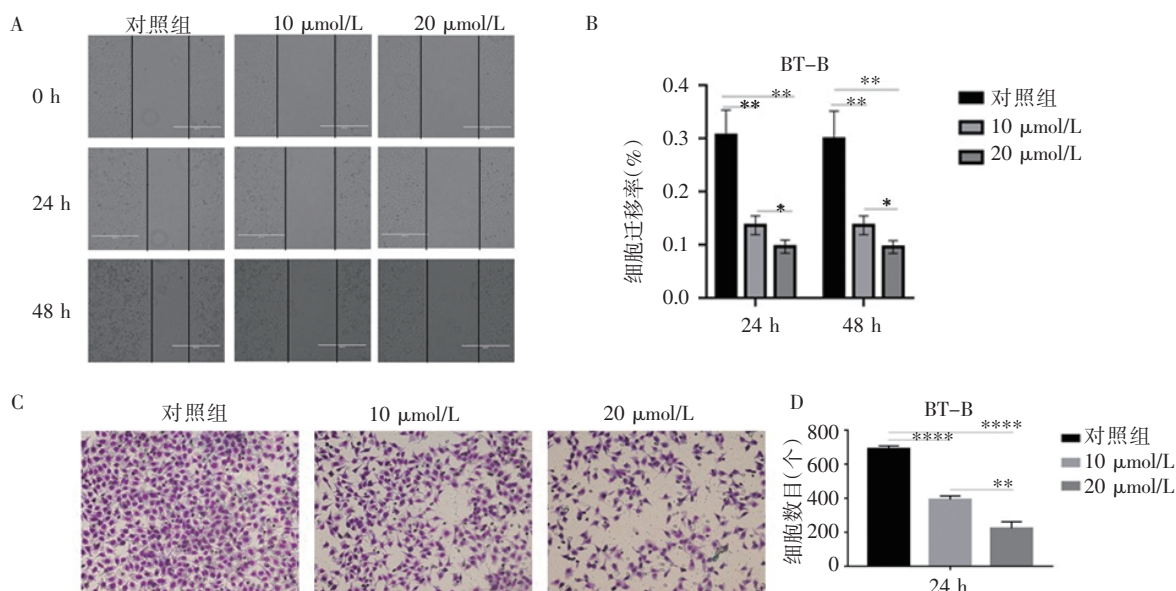 A
对照组 10 μmol/L 20 μmol/L
0 h
24 h
48 h
B
BT-B
细胞迁移率(%)
0.4
0.3
0.2
0.1
0.0
** ** ** **
* *
24 h 48 h
对照组
10 μmol/L
20 μmol/L
C
对照组 10 μmol/L 20 μmol/L
D
BT-B
细胞数目(个)
800
600
400
200
0
****
****
**
24 h
对照组
10 μmol/L
20 μmol/L